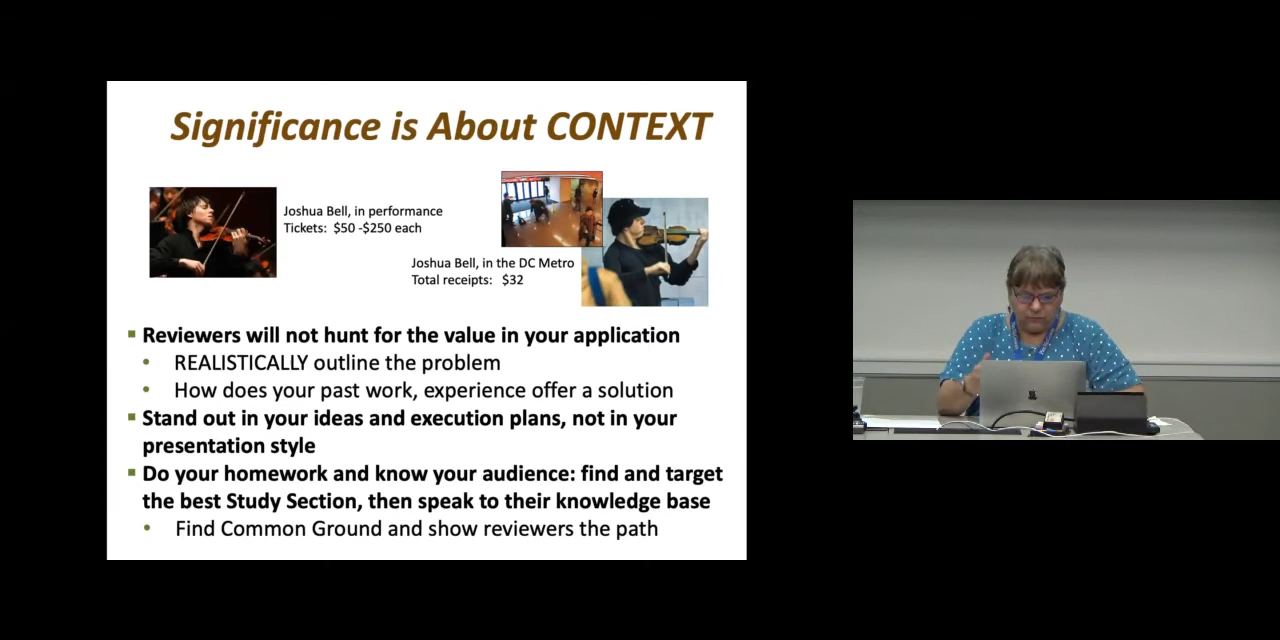 Significance is About CONTEXT
Joshua Bell, in performance
Tickets:  $50 -$250 each
Joshua Bell, in the DC Metro
Total receipts:   $32
▪ Reviewers will not hunt for the value in your application
• REALISTICALLY outline the problem
• How does your past work, experience offer a solution
▪ Stand out in your ideas and execution plans, not in your
presentation style
▪ Do your homework and know your audience: find and target
the best Study Section, then speak to their knowledge base
• Find Common Ground and show reviewers the path